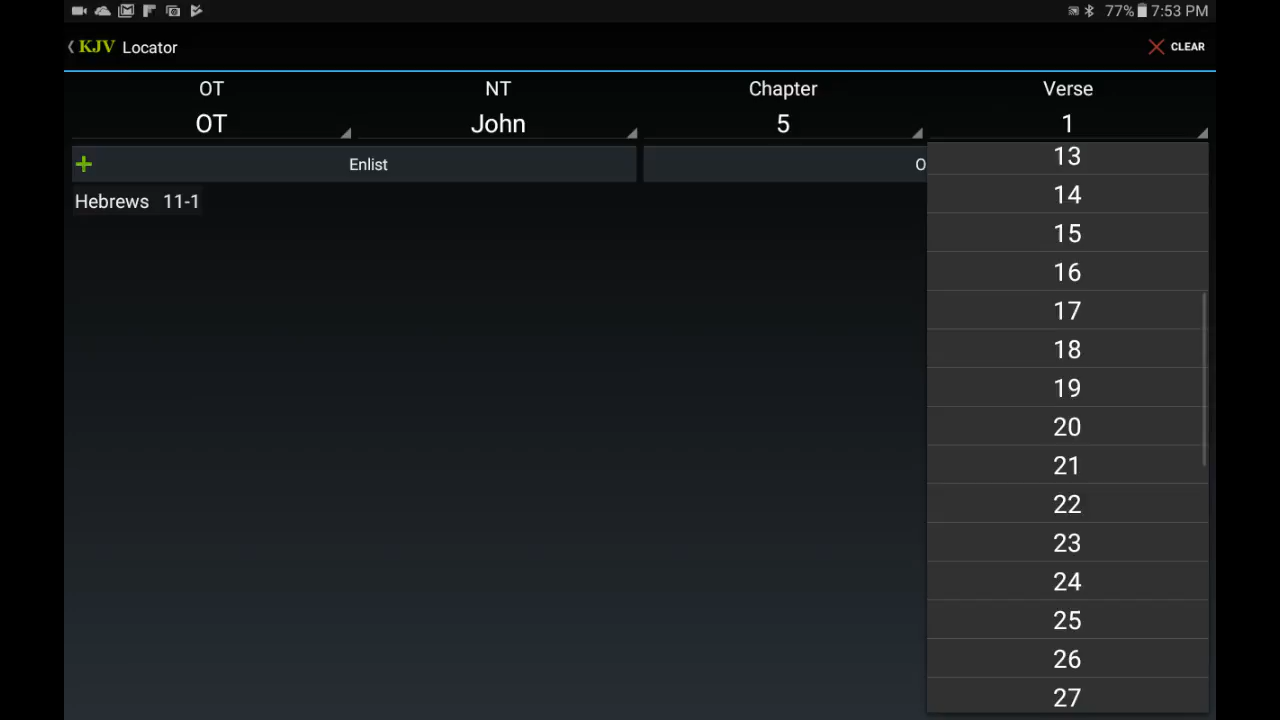 77% 7:53 PM
KJV Locator
CLEAR
OT NT Chapter Verse
OT John 5 1
Enlist O
Hebrews 11-1
13
14
15
16
17
18
19
20
21
22
23
24
25
26
27